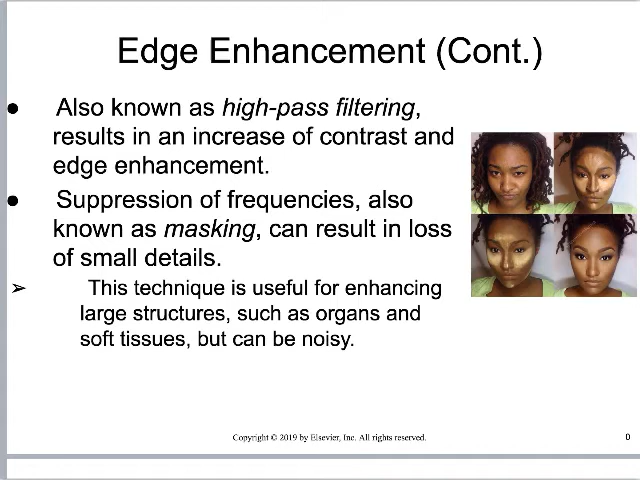 Edge Enhancement (Cont.)
● Also known as high-pass filtering,
results in an increase of contrast and
edge enhancement.
● Suppression of frequencies, also
known as masking, can result in loss
of small details.
➢ This technique is useful for enhancing
large structures, such as organs and
soft tissues, but can be noisy.
Copyright © 2019 by Elsevier, Inc. All rights reserved.
0